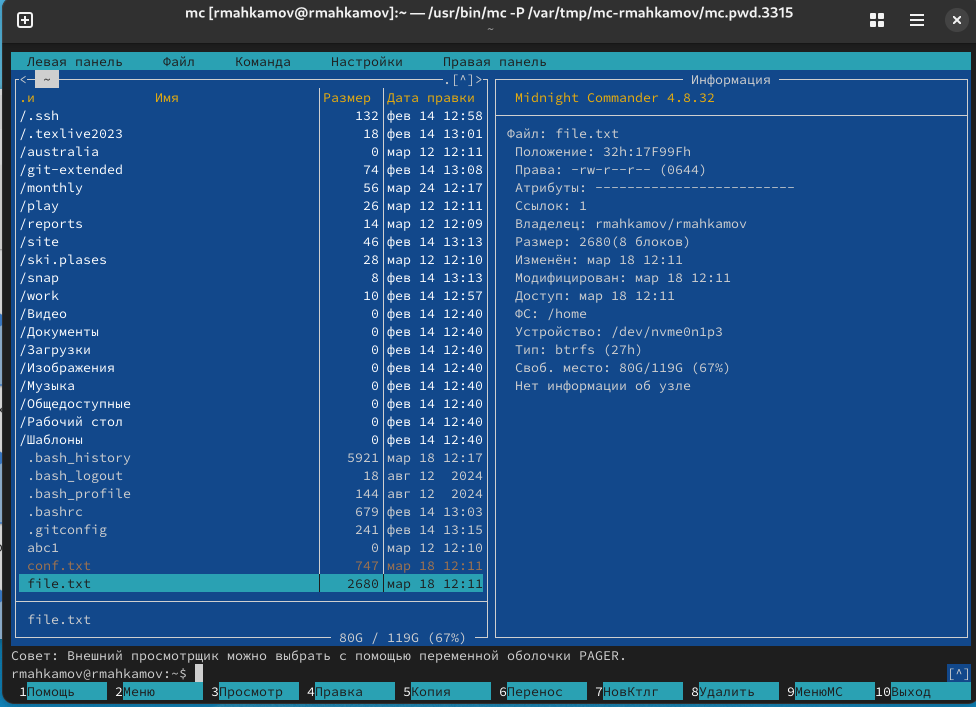 mc [rmahkamov@rmahkamov]:~ — /usr/bin/mc -P /var/tmp/mc-rmahkamov/mc.pwd.3315
~
Левая панель Файл Команда Настройки Правая панель
<— ~ .[^]>
.и Имя Размер Дата правки
/.ssh 132 фев 14 12:58
/.texlive2023 18 фев 14 13:01
/australia 0 мар 12 12:11
/git-extended 74 фев 14 13:08
/monthly 56 мар 24 12:17
/play 26 мар 12 12:11
/reports 14 мар 12 12:09
/site 46 фев 14 13:13
/ski.plases 28 мар 12 12:10
/snap 8 фев 14 13:13
/work 10 фев 14 12:57
/Видео 0 фев 14 12:40
/Документы 0 фев 14 12:40
/Загрузки 0 фев 14 12:40
/Изображения 0 фев 14 12:40
/Музыка 0 фев 14 12:40
/Общедоступные 0 фев 14 12:40
/Рабочий стол 0 фев 14 12:40
/Шаблоны 0 фев 14 12:40
.bash_history 5921 мар 18 12:17
.bash_logout 18 авг 12 2024
.bash_profile 144 авг 12 2024
.bashrc 679 фев 14 13:03
.gitconfig 241 фев 14 13:15
abc1 0 мар 12 12:10
conf.txt 747 мар 18 12:11
file.txt 2680 мар 18 12:11
file.txt
80G / 119G (67%)
Информация
Midnight Commander 4.8.32
Файл: file.txt
Положение: 32h:17F99Fh
Права: -rw-r--r-- (0644)
Атрибуты: -------------------------
Ссылок: 1
Владелец: rmahkamov/rmahkamov
Размер: 2680(8 блоков)
Изменён: мар 18 12:11
Модифицирован: мар 18 12:11
Доступ: мар 18 12:11
ФС: /home
Устройство: /dev/nvme0n1p3
Тип: btrfs (27h)
Своб. место: 80G/119G (67%)
Нет информации об узле
Совет: Внешний просмотрщик можно выбрать с помощью переменной оболочки PAGER.
rmahkamov@rmahkamov:~$ [^]
1Помощь 2Меню 3Просмотр 4Правка 5Копия 6Перенос 7НовКтлг 8Удалить 9МенюМС 10Выход